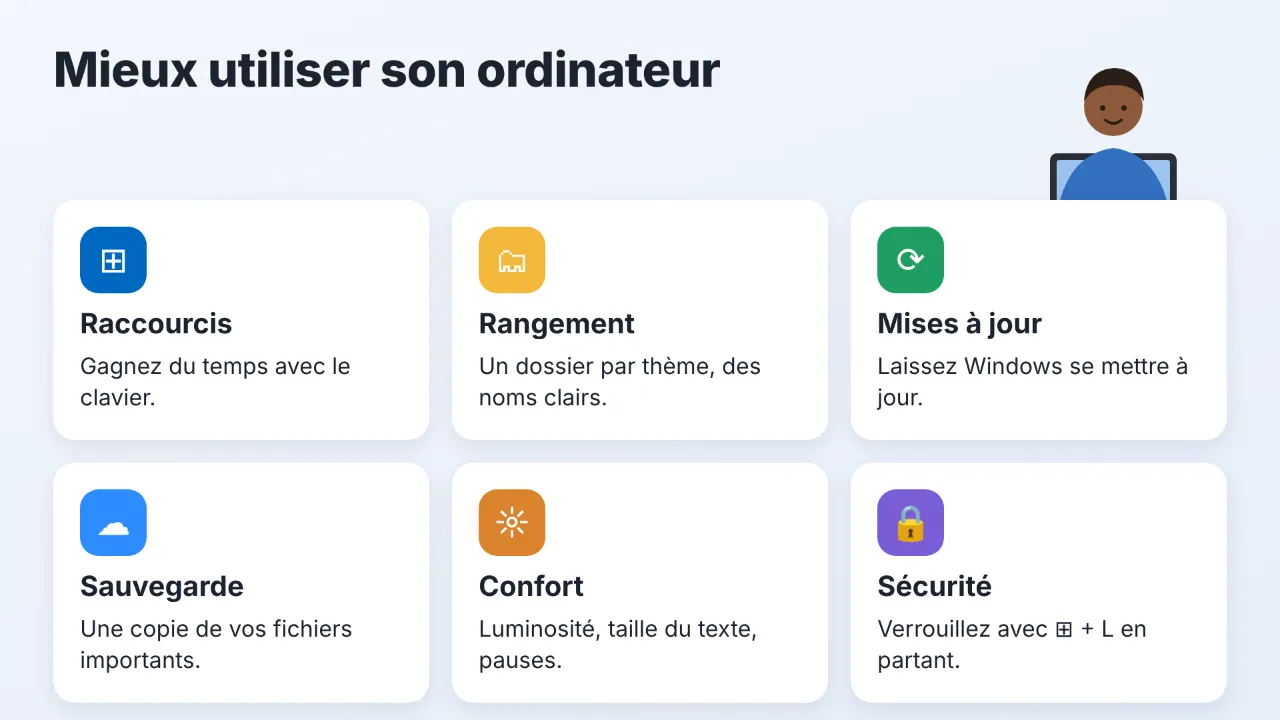 Mieux utiliser son ordinateur
Raccourcis
Gagnez du temps avec le
clavier.
Rangement
Un dossier par thème, des
noms clairs.
Mises à jour
Laissez Windows se mettre à
jour.
Sauvegarde
Une copie de vos fichiers
importants.
Confort
Luminosité, taille du texte,
pauses.
Sécurité
Verrouillez avec ⊞ + L en
partant.